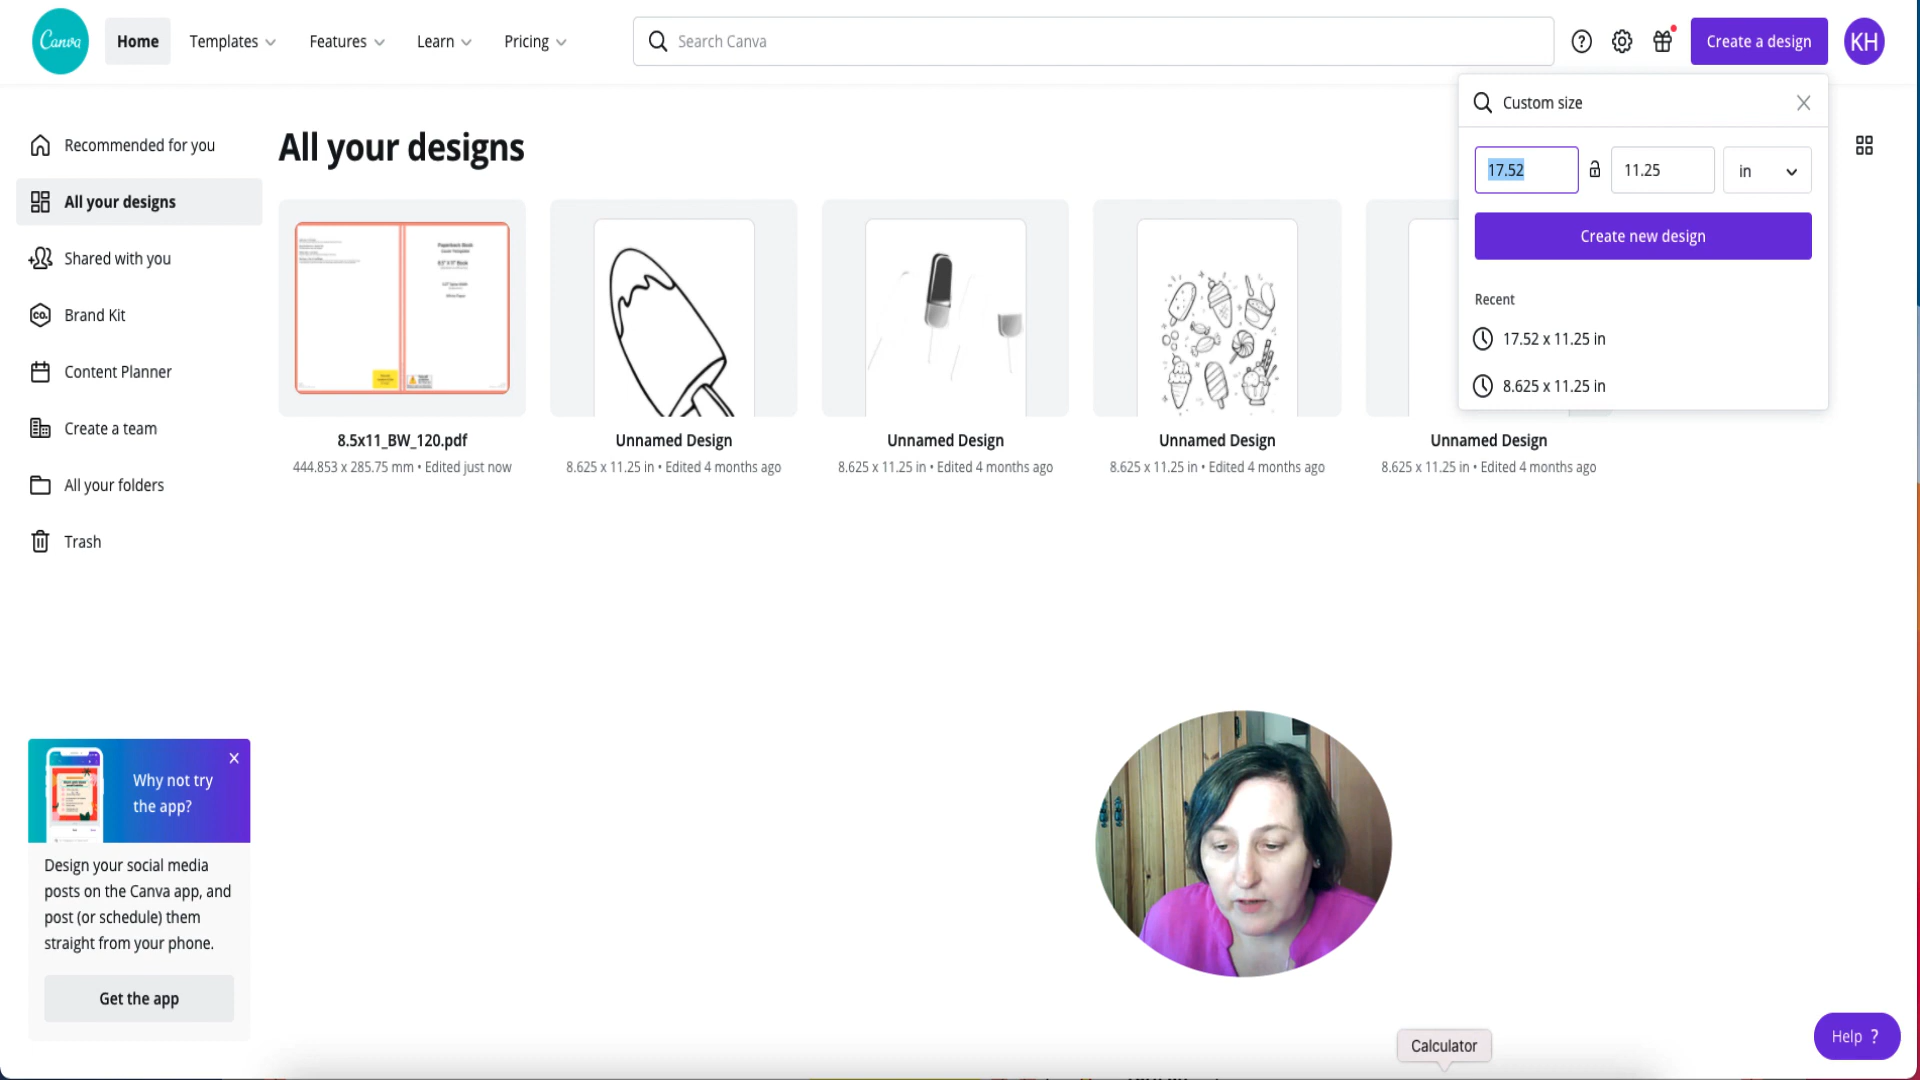 Canva
Home
Templates
Features
Learn
Pricing
Search Canva
Create a design
KH
Custom size
17.52
11.25
in
Create new design
Recent
17.52 x 11.25 in
8.625 x 11.25 in
Recommended for you
All your designs
Shared with you
Brand Kit
CO.
Content Planner
Create a team
All your folders
Trash
All your designs
Paperback Book
8.5x11_BW_120.pdf
444.853 x 285.75 mm • Edited just now
Unnamed Design
8.625 x 11.25 in • Edited 4 months ago
Unnamed Design
8.625 x 11.25 in • Edited 4 months ago
Unnamed Design
8.625 x 11.25 in • Edited 4 months ago
Unnamed Design
8.625 x 11.25 in • Edited 4 months ago
Why not try
the app?
Design your social media
posts on the Canva app, and
post (or schedule) them
straight from your phone.
Get the app
Calculator
Help ?